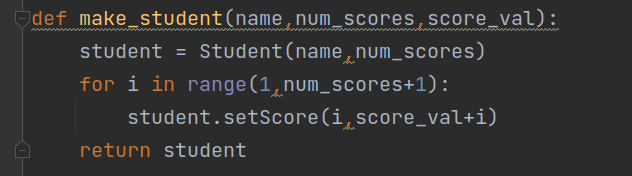 def make_student(name,num_scores,score_val):
    student = Student(name,num_scores)
    for i in range(1,num_scores+1):
        student.setScore(i,score_val+i)
    return student